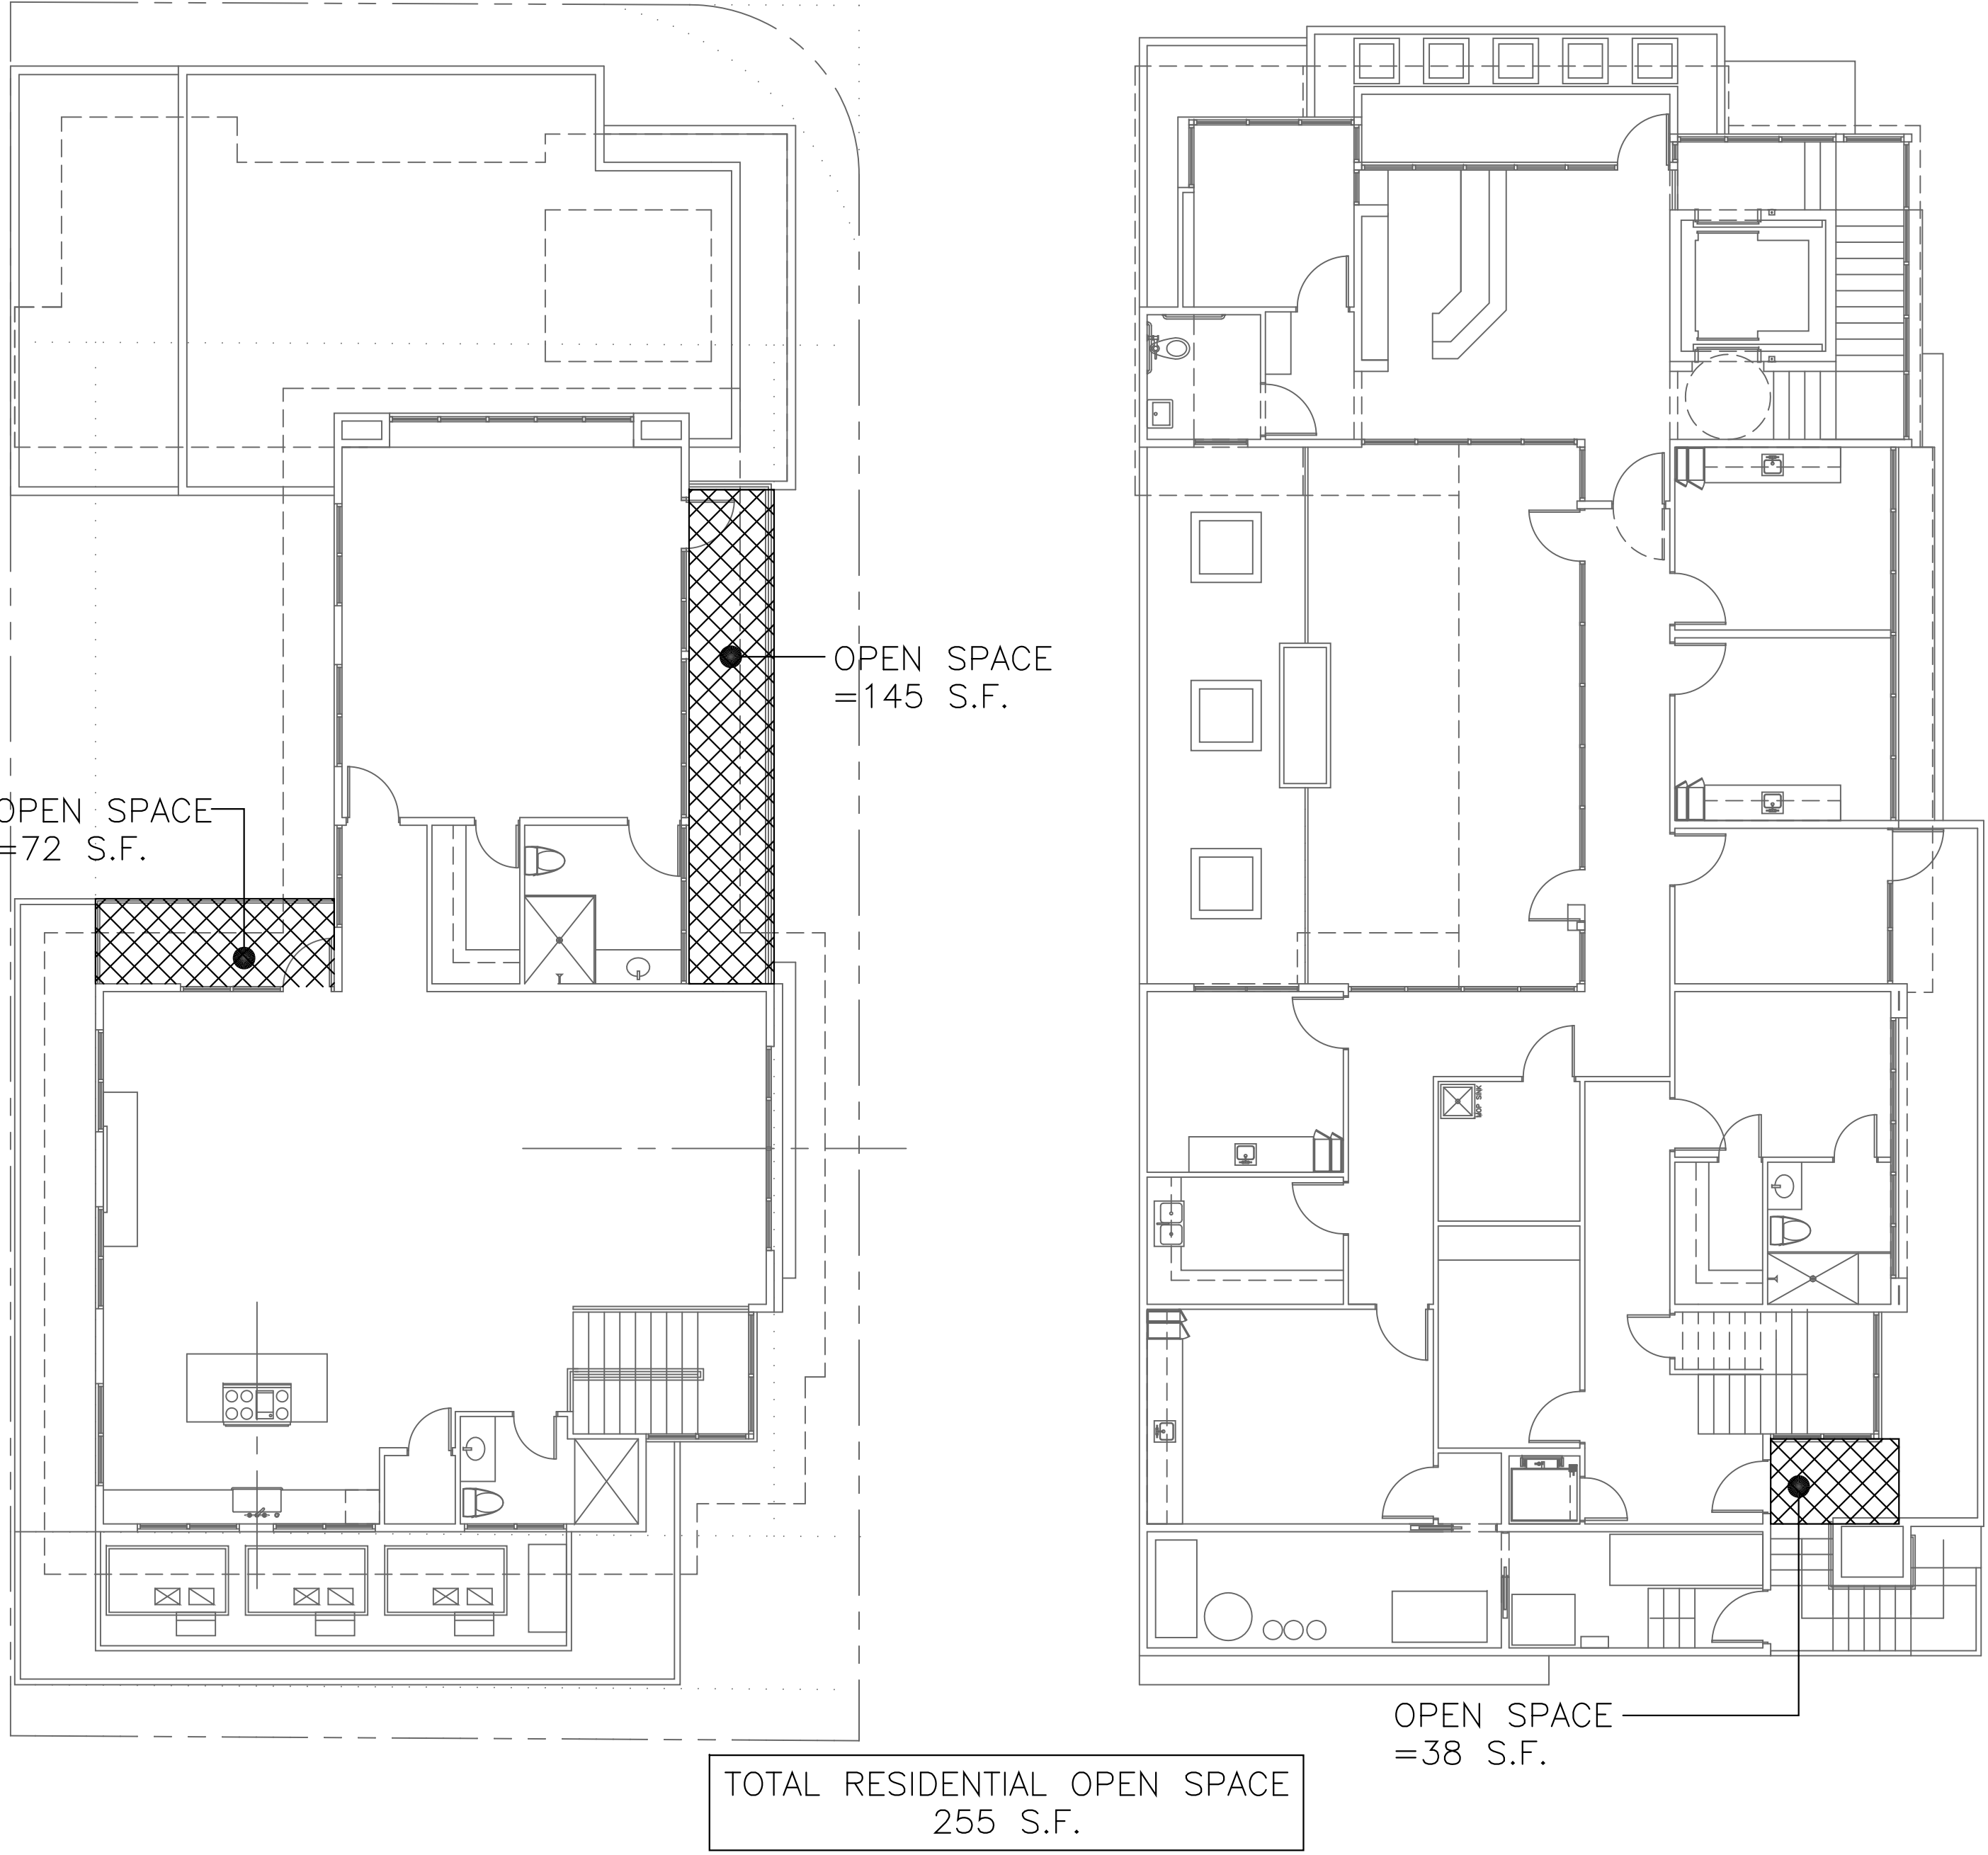 OPEN SPACE
=145 S.F.
OPEN SPACE
=72 S.F.
MOP SINK
OPEN SPACE
=38 S.F.
TOTAL RESIDENTIAL OPEN SPACE
255 S.F.